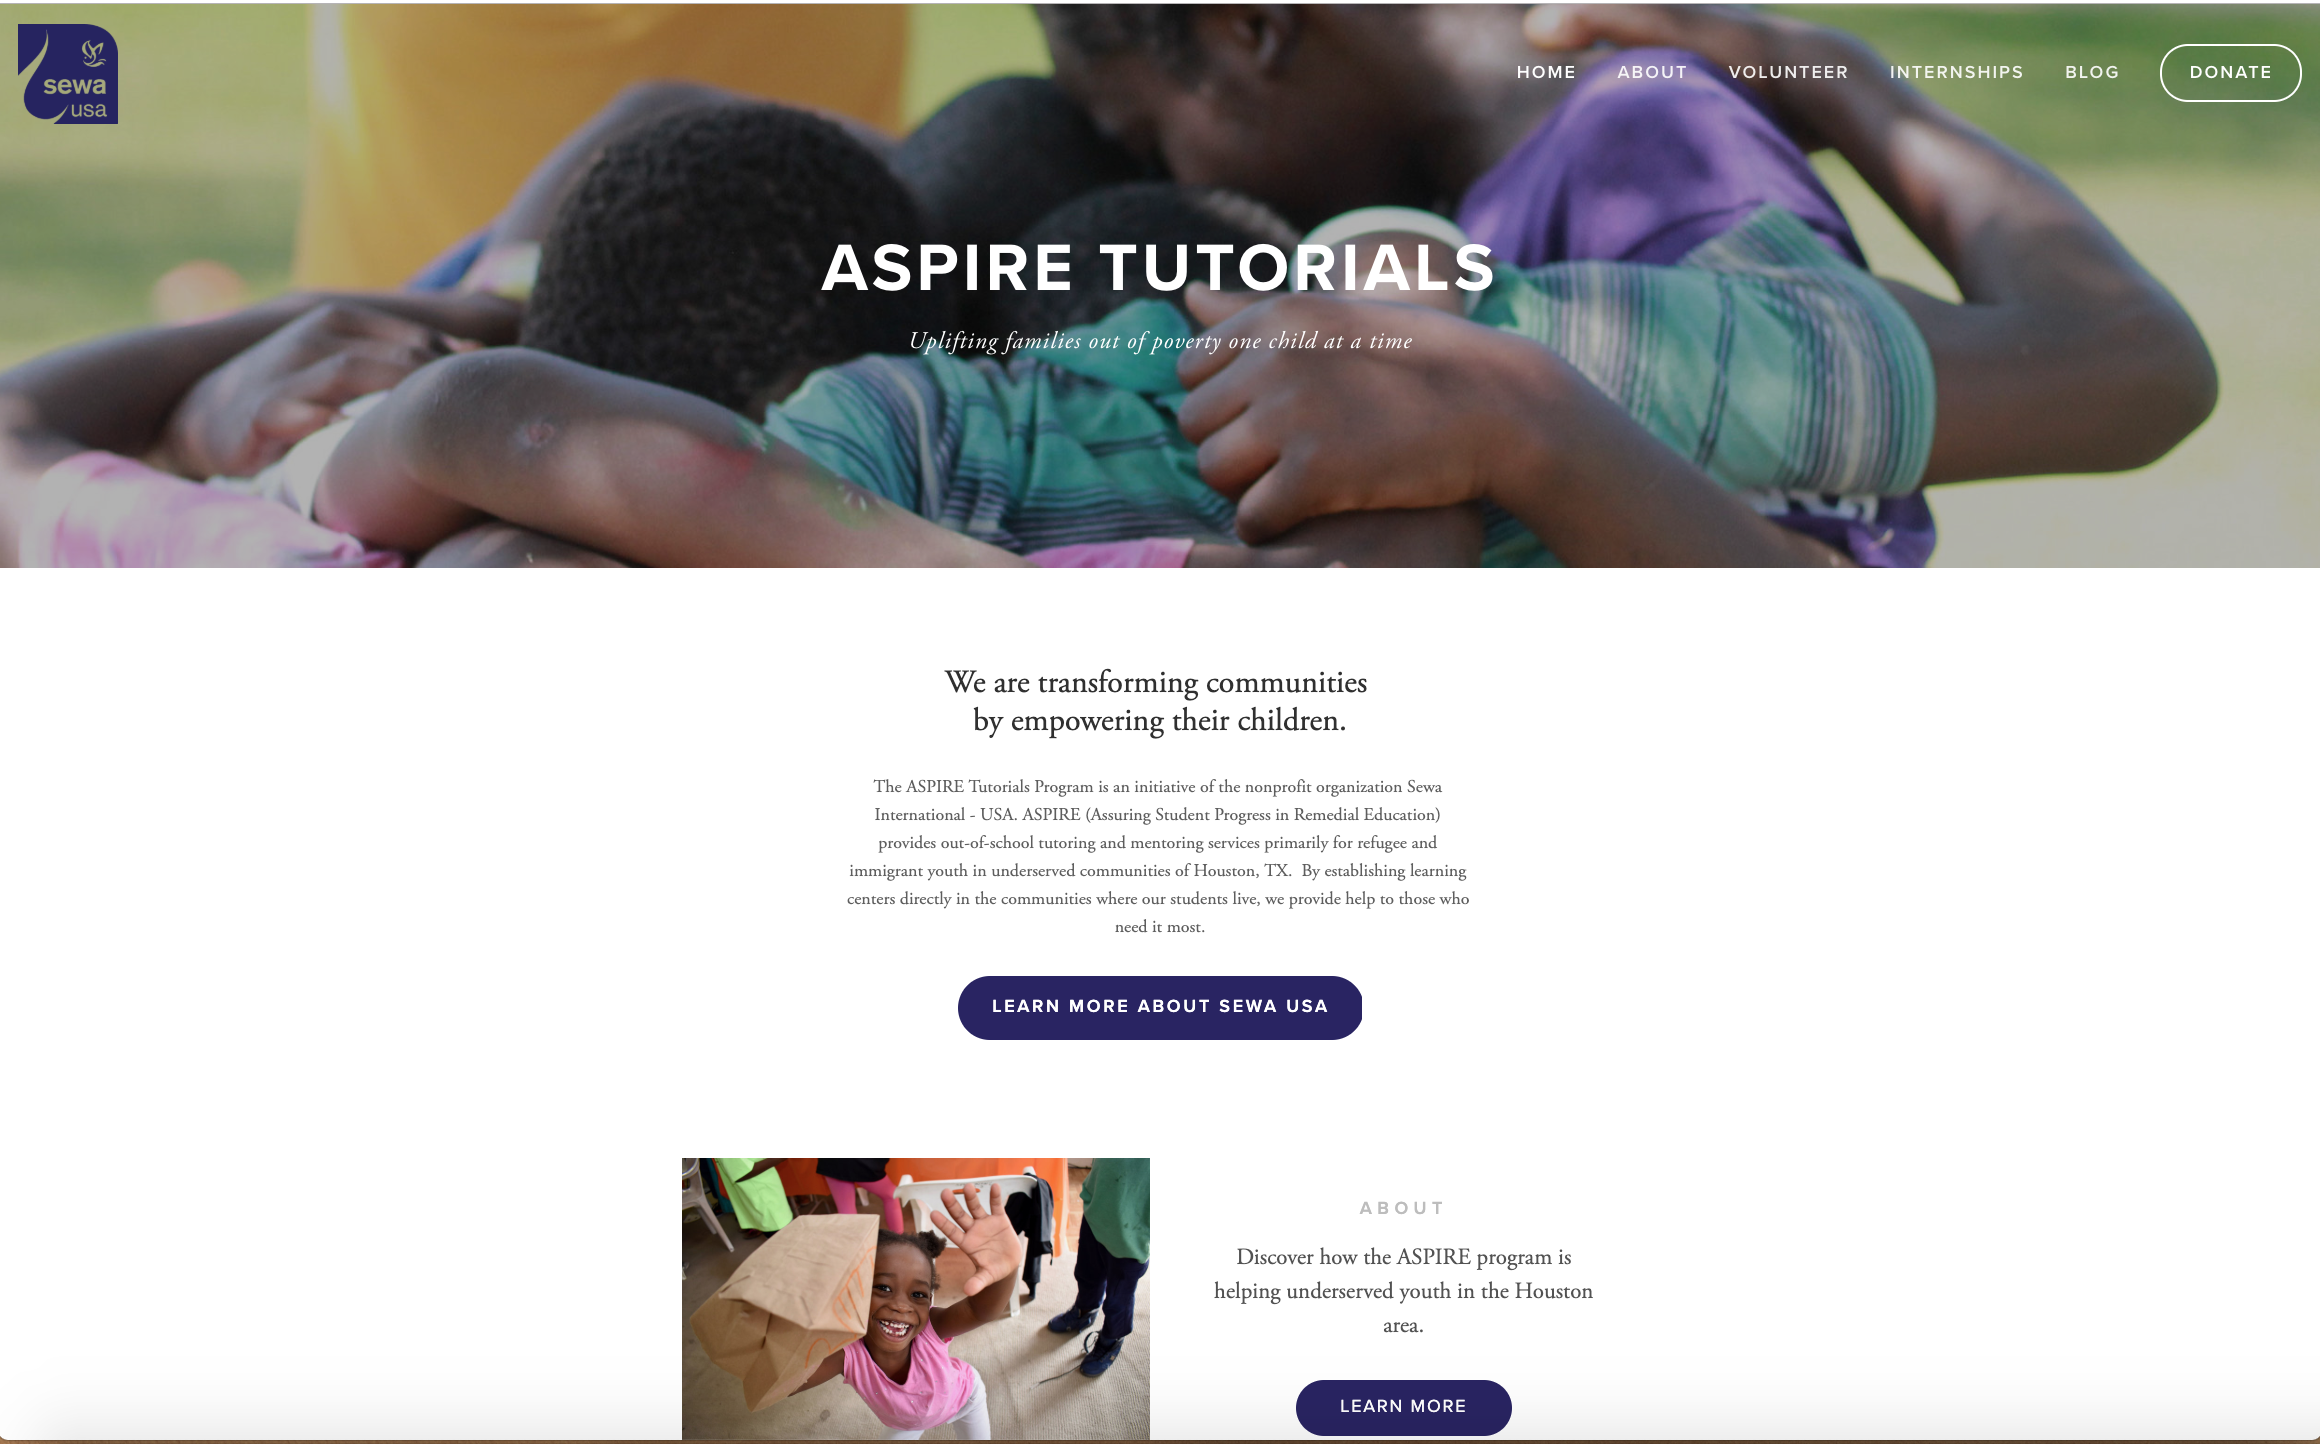 sewa
usa
HOME ABOUT VOLUNTEER INTERNSHIPS BLOG DONATE
ASPIRE TUTORIALS
Uplifting families out of poverty one child at a time
We are transforming communities
by empowering their children.
The ASPIRE Tutorials Program is an initiative of the nonprofit organization Sewa
International - USA. ASPIRE (Assuring Student Progress in Remedial Education)
provides out-of-school tutoring and mentoring services primarily for refugee and
immigrant youth in underserved communities of Houston, TX.  By establishing learning
centers directly in the communities where our students live, we provide help to those who
need it most.
LEARN MORE ABOUT SEWA USA
ABOUT
Discover how the ASPIRE program is
helping underserved youth in the Houston
area.
LEARN MORE